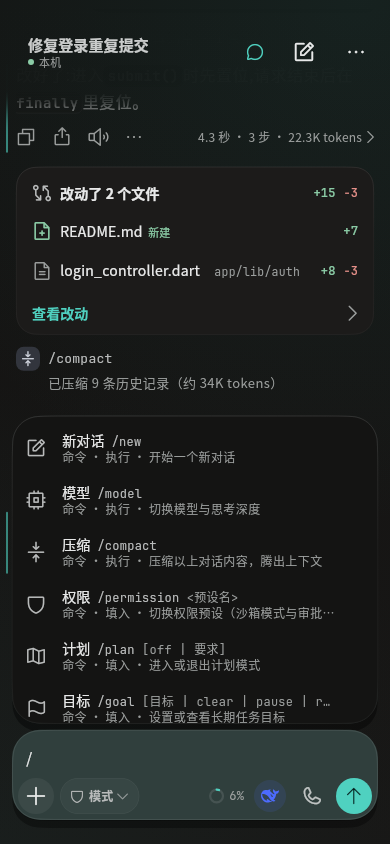 修复登录重复提交
本机
finally 里复位。
4.3 秒 · 3 步 · 22.3K tokens
改动了 2 个文件 +15 -3
README.md 新建 +7
login_controller.dart app/lib/auth +8 -3
查看改动
/compact
已压缩 9 条历史记录（约 34K tokens）
新对话 /new
命令 · 执行 · 开始一个新对话
模型 /model
命令 · 执行 · 切换模型与思考深度
压缩 /compact
命令 · 执行 · 压缩以上对话内容，腾出上下文
权限 /permission <预设名>
命令 · 填入 · 切换权限预设（沙箱模式与审批…
计划 /plan [off | 要求]
命令 · 填入 · 进入或退出计划模式
目标 /goal [目标 | clear | pause | r…
命令 · 填入 · 设置或查看长期任务目标
/
模式 6%